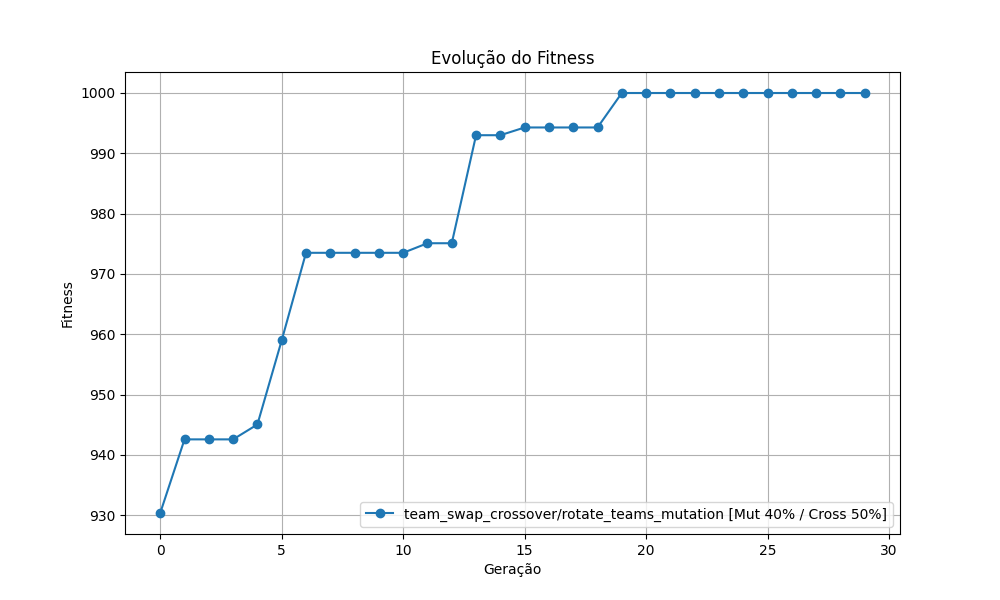 Evolução do Fitness
Fitness
1000
990
980
970
960
950
940
930
team_swap_crossover/rotate_teams_mutation [Mut 40% / Cross 50%]
0 5 10 15 20 25 30
Geração